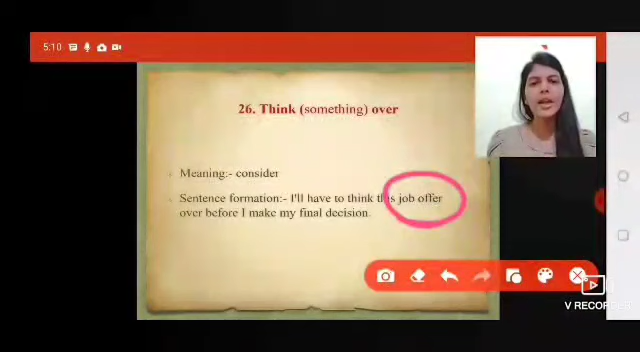 5:10
26. Think (something) over
Meaning:- consider
Sentence formation:- I'll have to think this job offer
over before I make my final decision.
V RECORDER